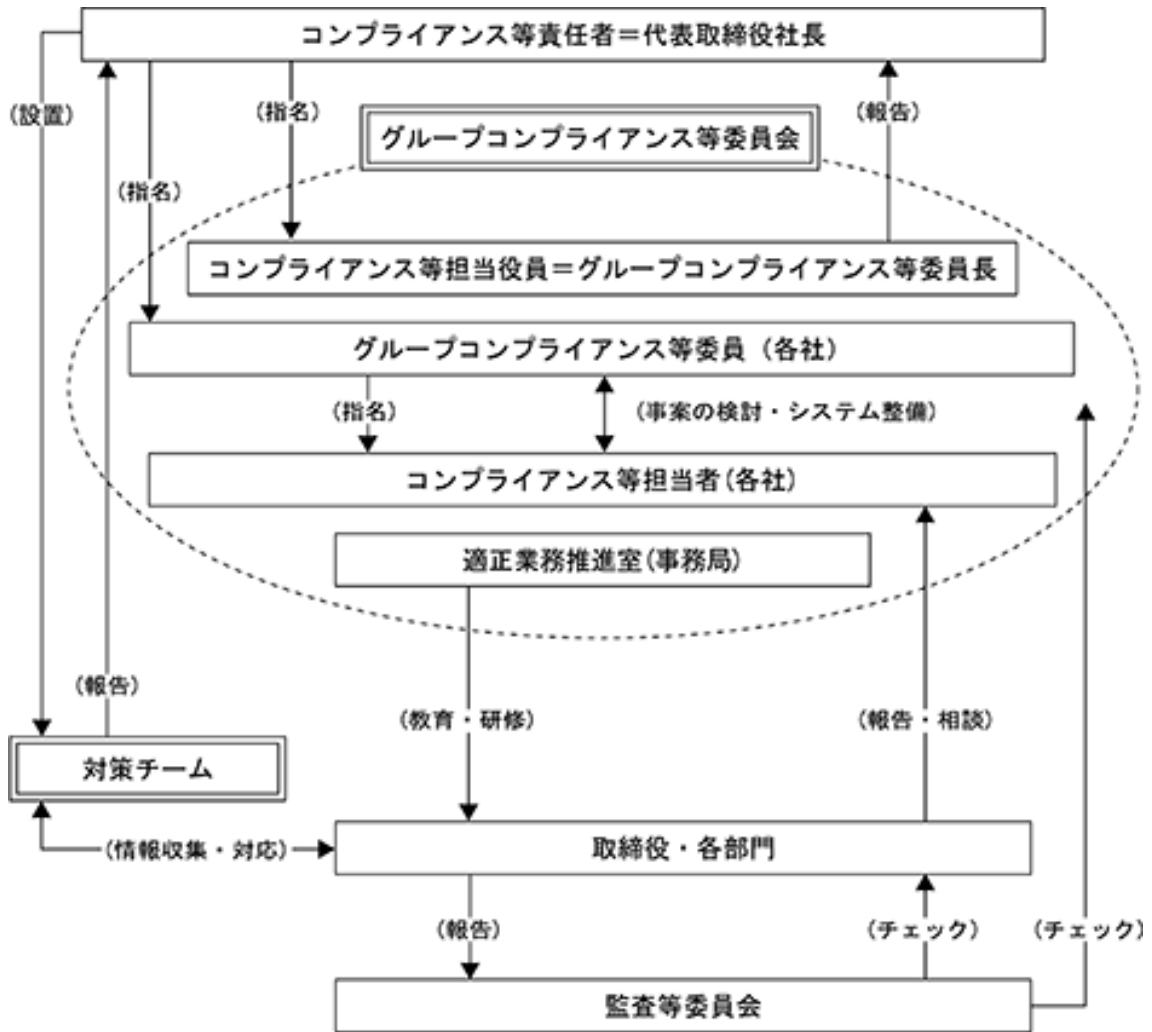 コンプライアンス等責任者＝代表取締役社長
(設置)
(指名)
(報告)
グループコンプライアンス等委員会
(指名)
コンプライアンス等担当役員＝グループコンプライアンス等委員長
グループコンプライアンス等委員（各社）
(指名)
(事案の検討・システム整備)
コンプライアンス等担当者(各社)
適正業務推進室(事務局)
(報告)
(教育・研修)
(報告・相談)
対策チーム
(情報収集・対応)
取締役・各部門
(報告)
(チェック)
(チェック)
監査等委員会